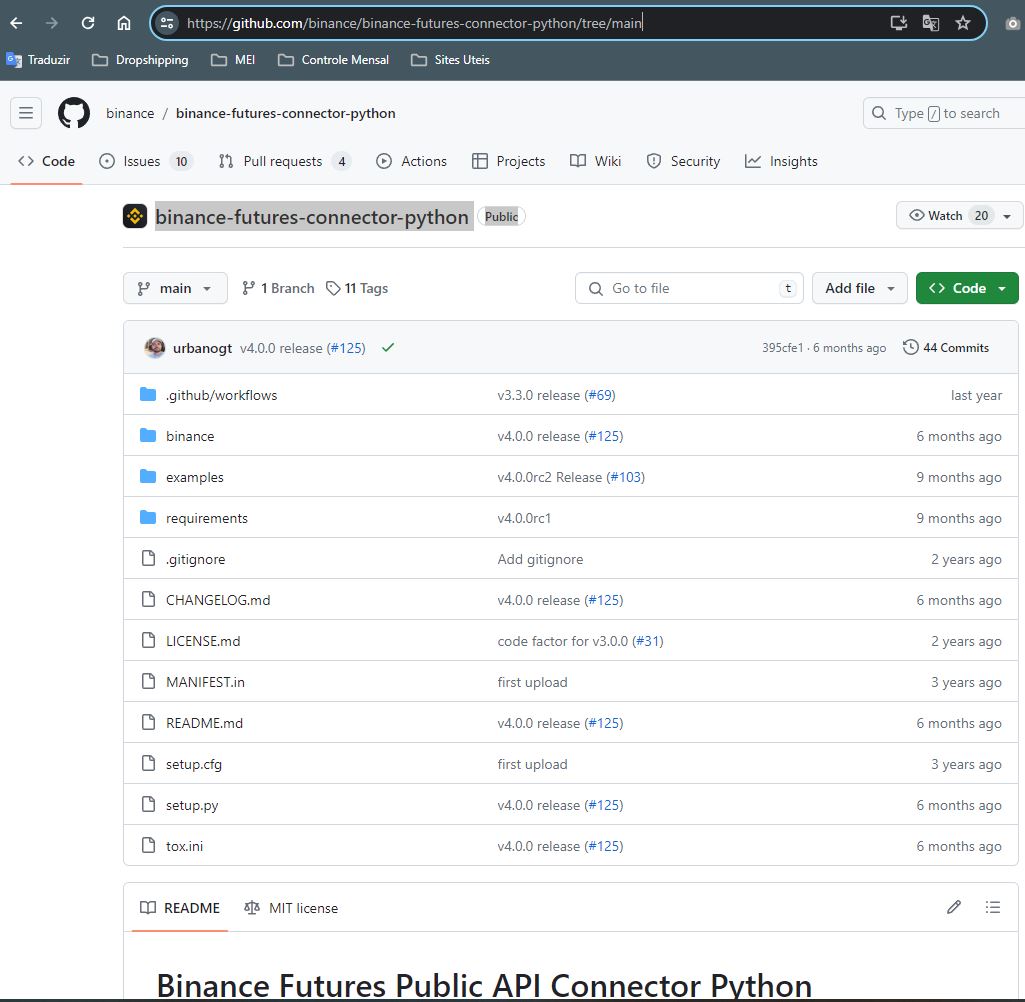 https://github.com/binance/binance-futures-connector-python/tree/main
Traduzir Dropshipping MEI Controle Mensal Sites Uteis
binance / binance-futures-connector-python
Type / to search
Code Issues 10 Pull requests 4 Actions Projects Wiki Security Insights
binance-futures-connector-python Public
Watch 20
main 1 Branch 11 Tags
Go to file t
Add file
Code
urbanogt v4.0.0 release (#125) 395cfe1 · 6 months ago 44 Commits
.github/workflows v3.3.0 release (#69) last year
binance v4.0.0 release (#125) 6 months ago
examples v4.0.0rc2 Release (#103) 9 months ago
requirements v4.0.0rc1 9 months ago
.gitignore Add gitignore 2 years ago
CHANGELOG.md v4.0.0 release (#125) 6 months ago
LICENSE.md code factor for v3.0.0 (#31) 2 years ago
MANIFEST.in first upload 3 years ago
README.md v4.0.0 release (#125) 6 months ago
setup.cfg first upload 3 years ago
setup.py v4.0.0 release (#125) 6 months ago
tox.ini v4.0.0 release (#125) 6 months ago
README MIT license
Binance Futures Public API Connector Python